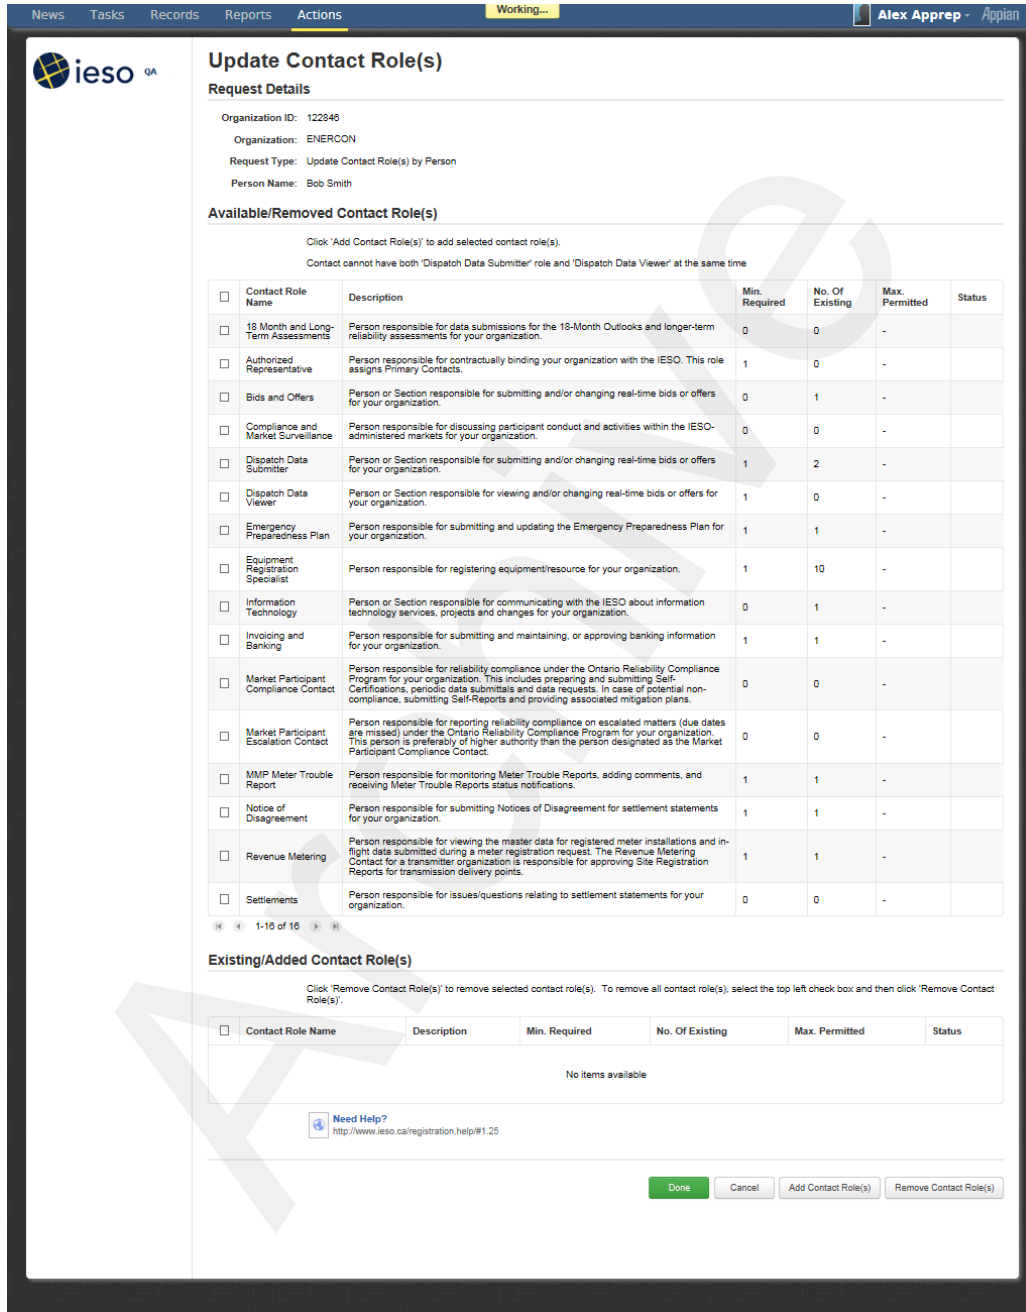 News Tasks Records Reports Actions Working... Alex Apprep - Appian
ieso QA
Update Contact Role(s)
Request Details
Organization ID: 122846
Organization: ENERCON
Request Type: Update Contact Role(s) by Person
Person Name: Bob Smith
Available/Removed Contact Role(s)
Click 'Add Contact Role(s)' to add selected contact role(s).
Contact cannot have both 'Dispatch Data Submitter' role and 'Dispatch Data Viewer' at the same time
Contact Role Name Description Min. Required No. Of Existing Max. Permitted Status
18 Month and Long-
Term Assessments
Person responsible for data submissions for the 18-Month Outlooks and longer-term
reliability assessments for your organization.
0 0 -
Authorized
Representative
Person responsible for contractually binding your organization with the IESO. This role
assigns Primary Contacts.
1 0 -
Bids and Offers
Person or Section responsible for submitting and/or changing real-time bids or offers
for your organization.
0 1 -
Compliance and
Market Surveillance
Person responsible for discussing participant conduct and activities within the IESO-
administered markets for your organization.
0 0 -
Dispatch Data
Submitter
Person or Section responsible for submitting and/or changing real-time bids or offers
for your organization.
1 2 -
Dispatch Data
Viewer
Person or Section responsible for viewing and/or changing real-time bids or offers for
your organization.
1 0 -
Emergency
Preparedness Plan
Person responsible for submitting and updating the Emergency Preparedness Plan for
your organization.
1 1 -
Equipment
Registration
Specialist
Person responsible for registering equipment/resource for your organization.
1 10 -
Information
Technology
Person or Section responsible for communicating with the IESO about information
technology services, projects and changes for your organization.
0 1 -
Invoicing and
Banking
Person responsible for submitting and maintaining, or approving banking information
for your organization.
1 1 -
Market Participant
Compliance Contact
Person responsible for reliability compliance under the Ontario Reliability Compliance
Program for your organization. This includes preparing and submitting Self-
Certifications, periodic data submittals and data requests. In case of potential non-
compliance, submitting Self-Reports and providing associated mitigation plans.
0 0 -
Market Participant
Escalation Contact
Person responsible for reporting reliability compliance on escalated matters (due dates
are missed) under the Ontario Reliability Compliance Program for your organization.
This person is preferably of higher authority than the person designated as the Market
Participant Compliance Contact.
0 0 -
MMP Meter Trouble
Report
Person responsible for monitoring Meter Trouble Reports, adding comments, and
receiving Meter Trouble Reports status notifications.
1 1 -
Notice of
Disagreement
Person responsible for submitting Notices of Disagreement for settlement statements
for your organization.
1 1 -
Revenue Metering
Person responsible for viewing the master data for registered meter installations and in-
flight data submitted during a meter registration request. The Revenue Metering
Contact for a transmitter organization is responsible for approving Site Registration
Reports for transmission delivery points.
1 1 -
Settlements
Person responsible for issues/questions relating to settlement statements for your
organization.
0 0 -
1-16 of 16
Existing/Added Contact Role(s)
Click 'Remove Contact Role(s)' to remove selected contact role(s). To remove all contact role(s), select the top left check box and then click 'Remove Contact
Role(s)'.
Contact Role Name Description Min. Required No. Of Existing Max. Permitted Status
No items available
Need Help?
http://www.ieso.ca/registration.help/#1.25
Done Cancel Add Contact Role(s) Remove Contact Role(s)
Archive